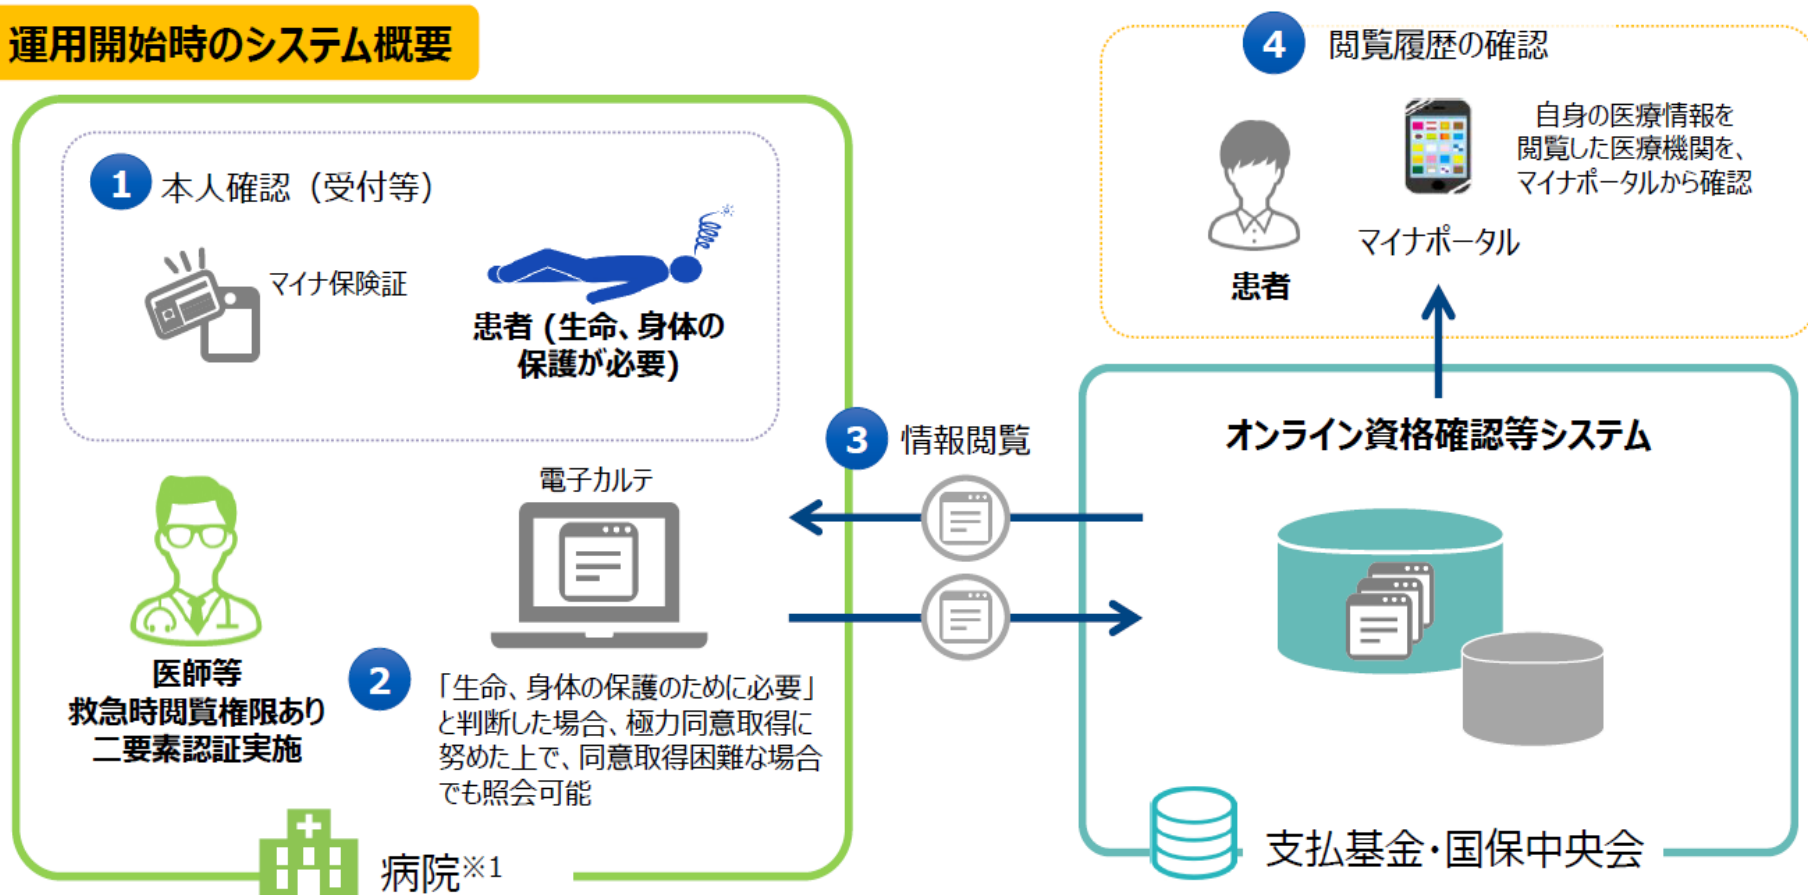 運用開始時のシステム概要
1 本人確認（受付等）
マイナ保険証
患者 (生命、身体の
保護が必要)
医師等
救急時閲覧権限あり
二要素認証実施
電子カルテ
2
「生命、身体の保護のために必要」
と判断した場合、極力同意取得に
努めた上で、同意取得困難な場合
でも照会可能
病院※1
3 情報閲覧
4 閲覧履歴の確認
患者
マイナポータル
自身の医療情報を
閲覧した医療機関を、
マイナポータルから確認
オンライン資格確認等システム
支払基金・国保中央会